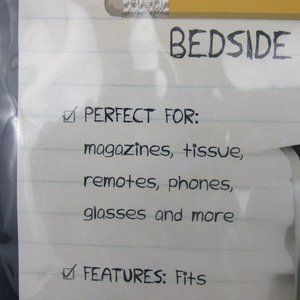 BEDSIDE
PERFECT FOR:
magazines, tissue,
remotes, phones,
glasses and more
FEATURES: Fits